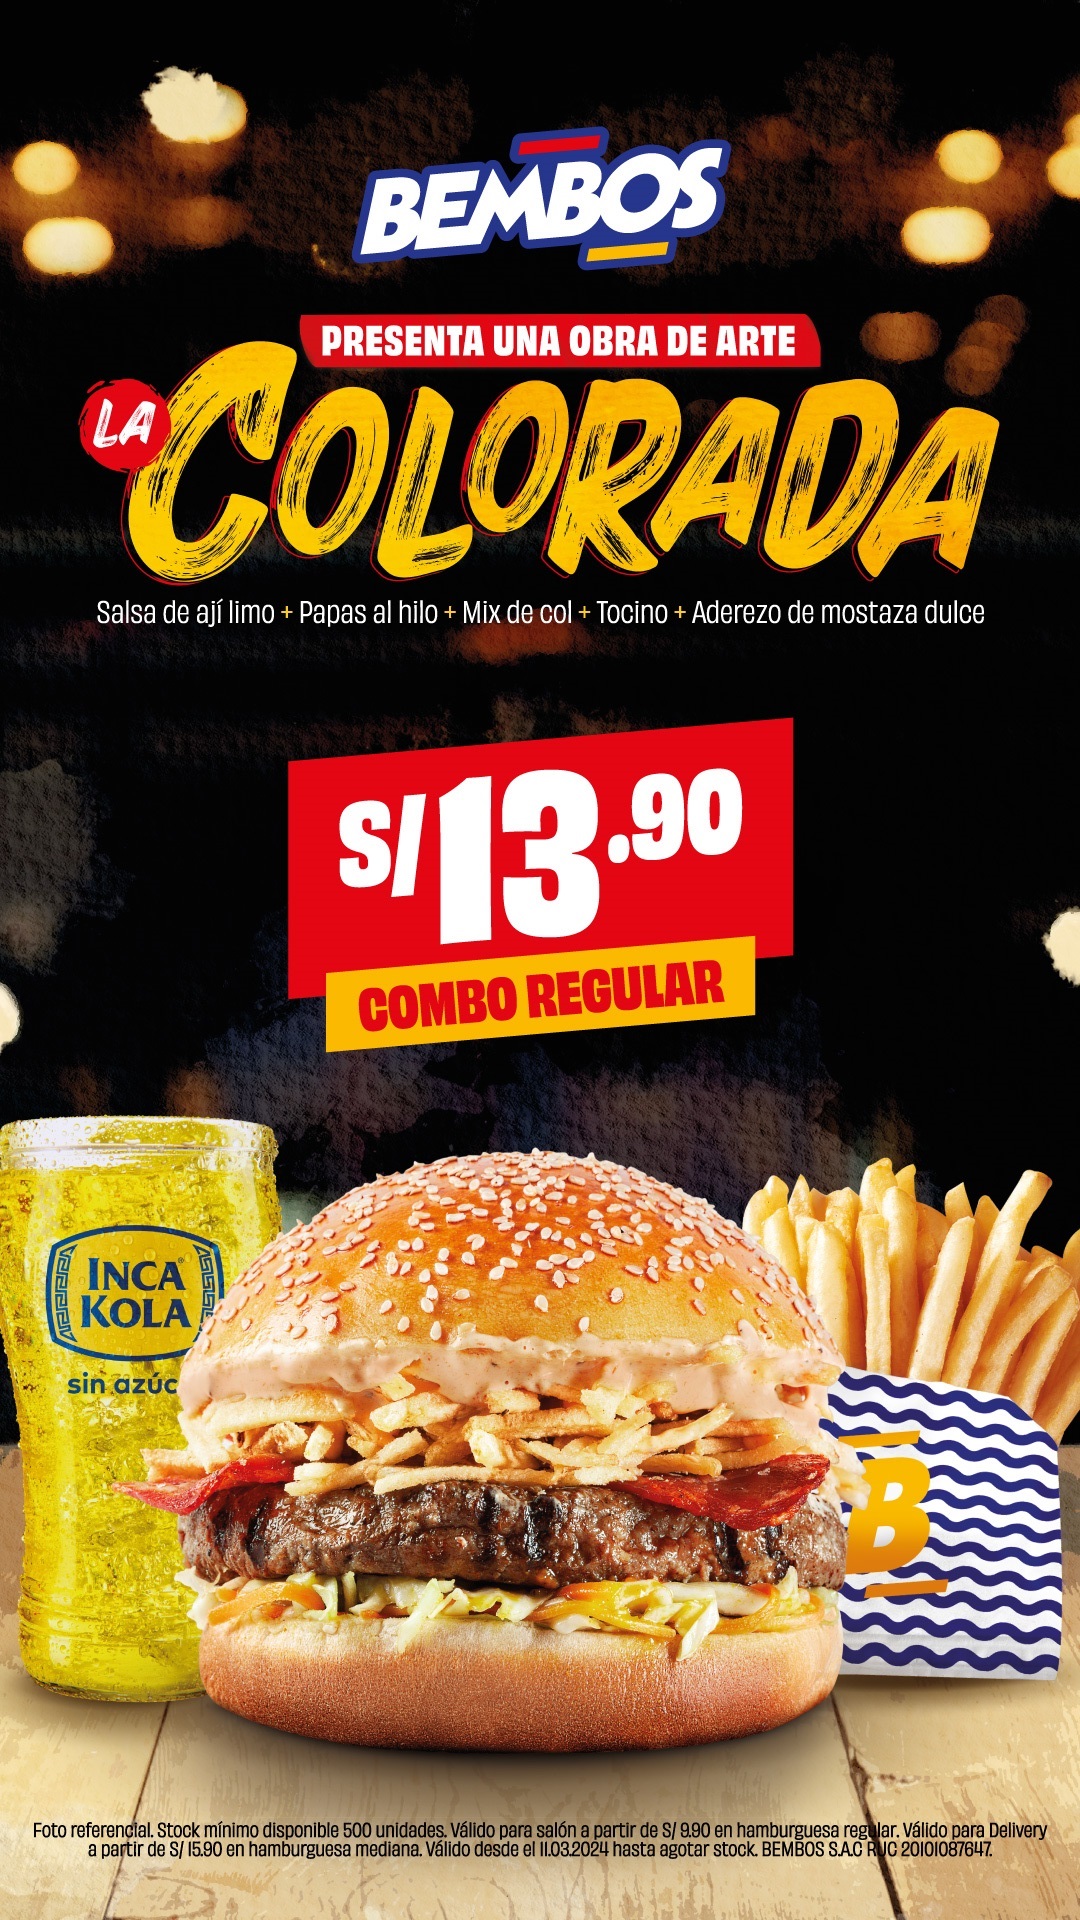 BEMBOS
PRESENTA UNA OBRA DE ARTE
LA COLORADA
Salsa de ají limo + Papas al hilo + Mix de col + Tocino + Aderezo de mostaza dulce
S/13.90
COMBO REGULAR
INCA
KOLA
sin azúc
B
Foto referencial. Stock mínimo disponible 500 unidades. Válido para salón a partir de S/ 9.90 en hamburguesa regular. Válido para Delivery
a partir de S/ 15.90 en hamburguesa mediana. Válido desde el 11.03.2024 hasta agotar stock. BEMBOS S.A.C RUC 20101087647.